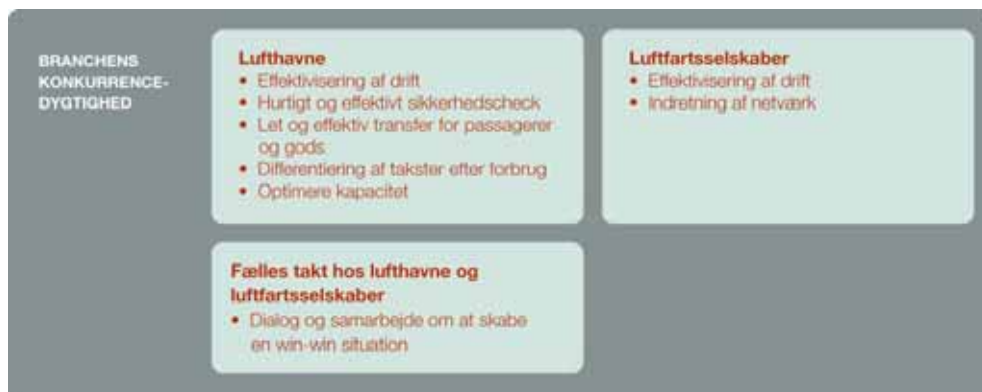 BRANCHENS
KONKURRENCE-
DYGTIGHED
Lufthavne
• Effektivisering af drift
• Hurtigt og effektivt sikkerhedscheck
• Let og effektiv transfer for passagerer
og gods
• Differentiering af takster efter forbrug
• Optimere kapacitet
Luftfartsselskaber
• Effektivisering af drift
• Indretning af netværk
Fælles takt hos lufthavne og
luftfartsselskaber
• Dialog og samarbejde om at skabe
en win-win situation